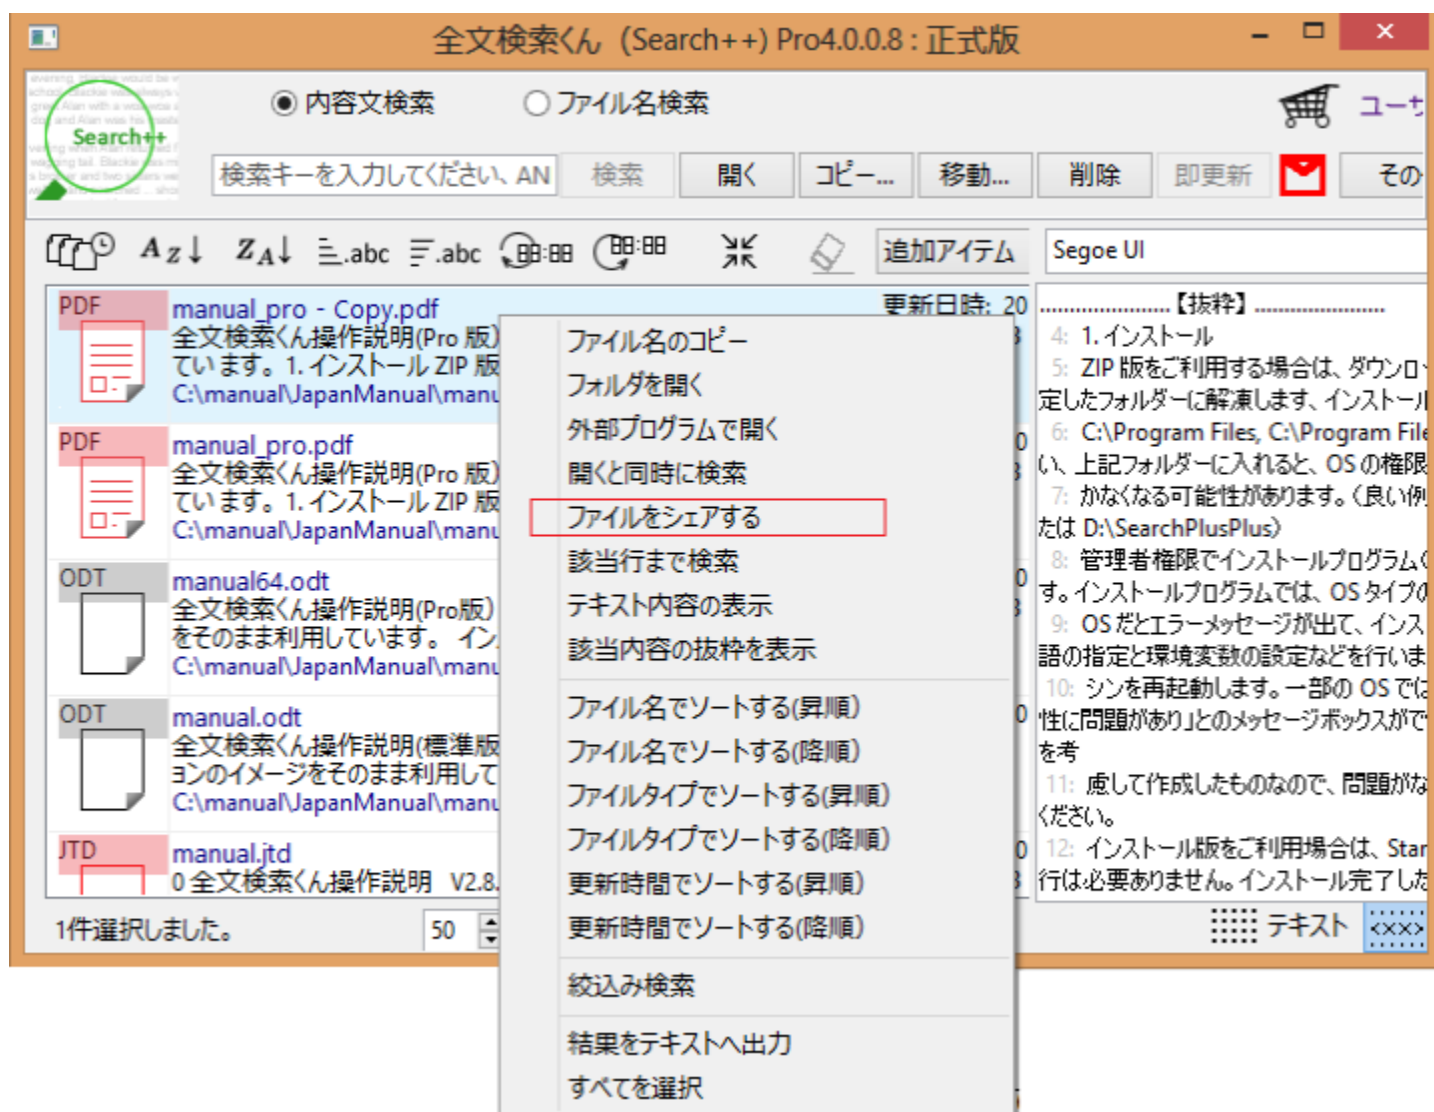 全文検索くん (Search++) Pro4.0.0.8 : 正式版
Search++
内容文検索
ファイル名検索
ユーザ
検索キーを入力してください、AN
検索
開く
コピー...
移動...
削除
即更新
その
A Z↓
Z A↓
.abc
.abc
追加アイテム
Segoe UI
PDF
manual_pro - Copy.pdf
更新日時: 20
全文検索くん操作説明(Pro 版)
ています。1. インストール ZIP 版
C:\manual\JapanManual\manu
PDF
manual_pro.pdf
全文検索くん操作説明(Pro 版)
ています。1. インストール ZIP 版
C:\manual\JapanManual\manu
ODT
manual64.odt
全文検索くん操作説明(Pro版)
をそのまま利用しています。 イン
C:\manual\JapanManual\manu
ODT
manual.odt
全文検索くん操作説明(標準版
ョンのイメージをそのまま利用して
C:\manual\JapanManual\manu
JTD
manual.jtd
0 全文検索くん操作説明 V2.8.
1件選択しました。
50
ファイル名のコピー
フォルダを開く
外部プログラムで開く
開くと同時に検索
ファイルをシェアする
該当行まで検索
テキスト内容の表示
該当内容の抜粋を表示
ファイル名でソートする(昇順)
ファイル名でソートする(降順)
ファイルタイプでソートする(昇順)
ファイルタイプでソートする(降順)
更新時間でソートする(昇順)
更新時間でソートする(降順)
絞込み検索
結果をテキストへ出力
すべてを選択
......................【抜粋】......................
4: 1. インストール
5: ZIP 版をご利用する場合は、ダウンロ
定したフォルダーに解凍します、インストール
6: C:\Program Files, C:\Program File
い、上記フォルダーに入れると、OS の権限
7: かなくなる可能性があります。〈良い例
たは D:\SearchPlusPlus〉
8: 管理者権限でインストールプログラム
す。インストールプログラムでは、OS タイプの
9: OS だとエラーメッセージが出て、インス
語の指定と環境変数の設定などを行いま
10: シンを再起動します。一部の OS では
性に問題があり」とのメッセージボックスがで
を考
11: 慮して作成したものなので、問題がな
ください。
12: インストール版をご利用場合は、Star
行は必要ありません。インストール完了した
テキスト
<xx>